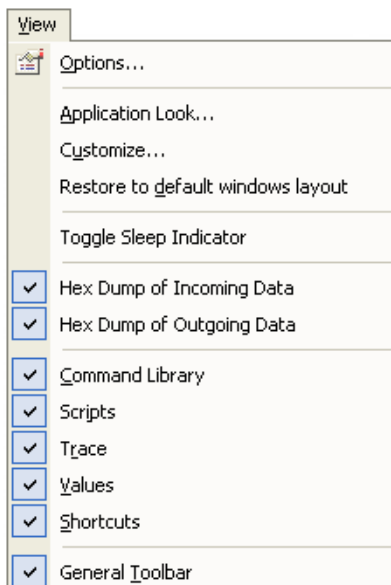 View
Options...
Application Look...
Customize...
Restore to default windows layout
Toggle Sleep Indicator
Hex Dump of Incoming Data
Hex Dump of Outgoing Data
Command Library
Scripts
Trace
Values
Shortcuts
General Toolbar